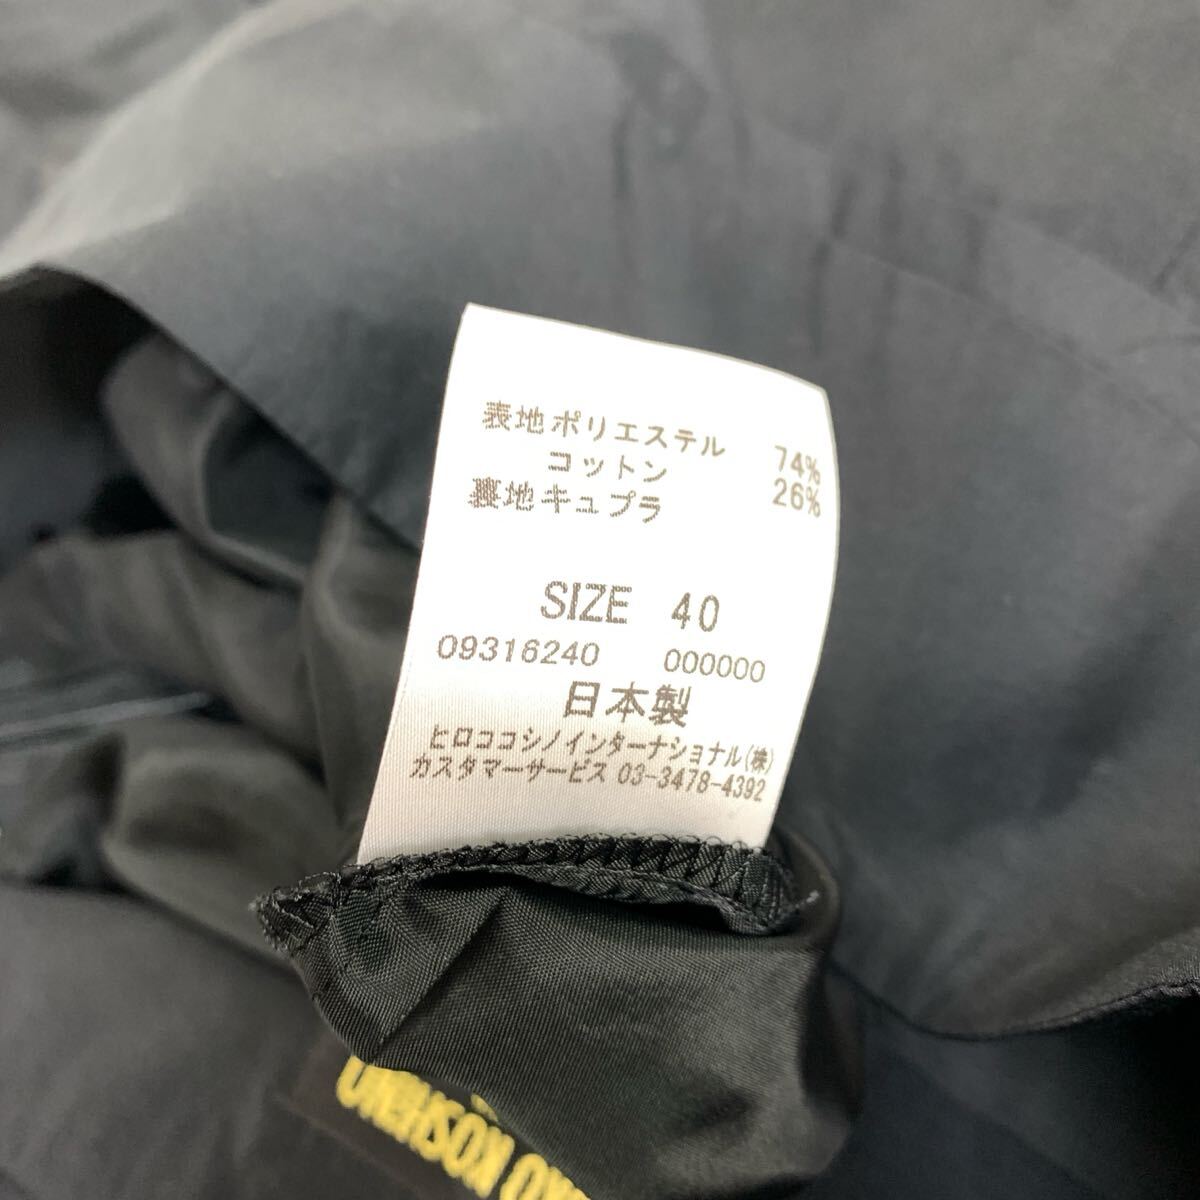 表地ポリエステル 74%
コットン 26%
裏地キュプラ
SIZE 40
09316240 000000
日本製
ヒロココシノインターナショナル(株)
カスタマーサービス 03-3478-4392